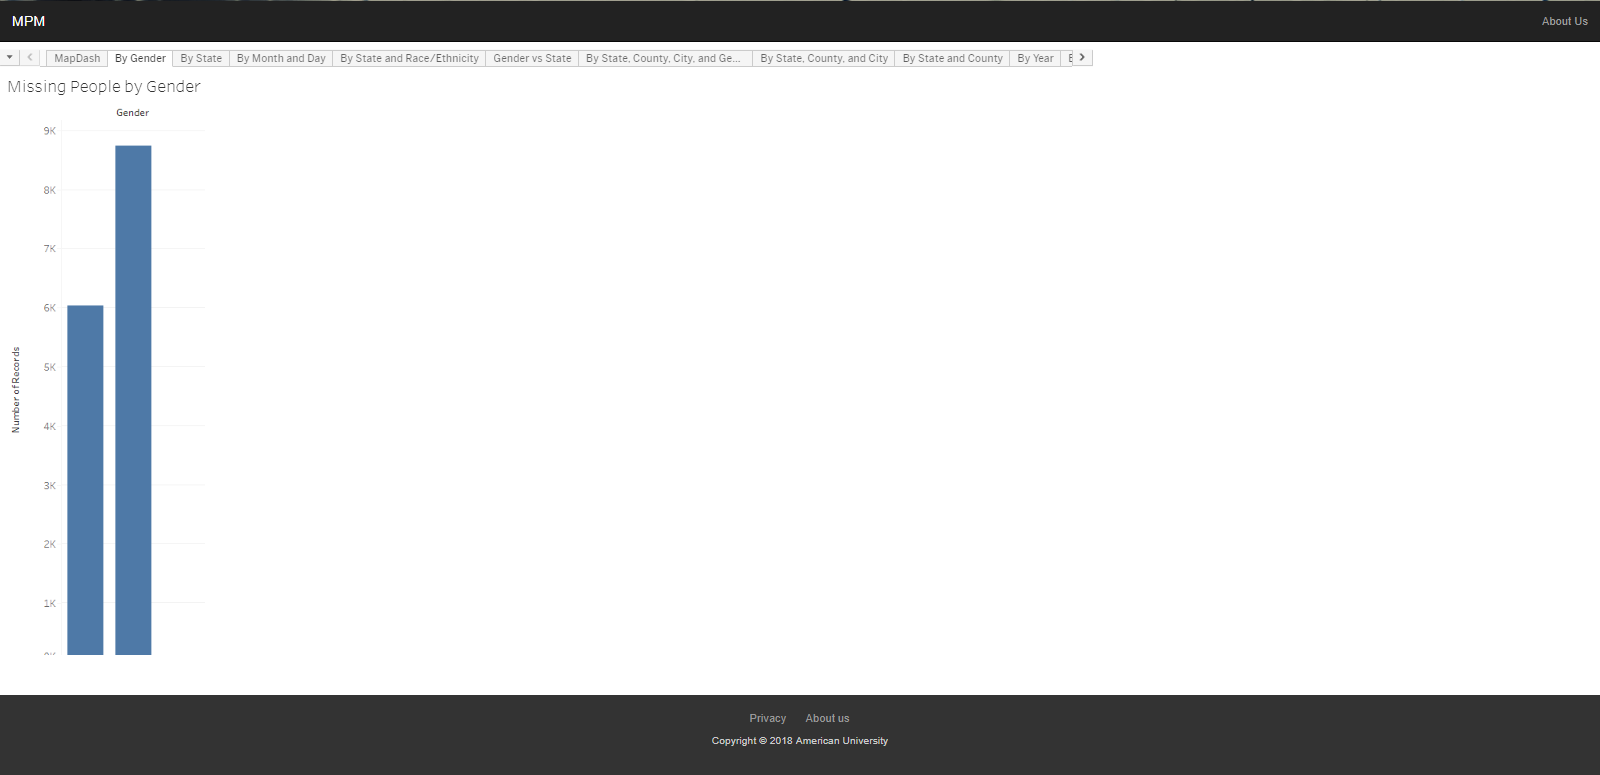 MPM
About Us
MapDash
By Gender
By State
By Month and Day
By State and Race/Ethnicity
Gender vs State
By State, County, City, and Ge...
By State, County, and City
By State and County
By Year
Missing People by Gender
Gender
9K
8K
7K
6K
5K
4K
3K
2K
1K
Number of Records
Privacy About us
Copyright © 2018 American University